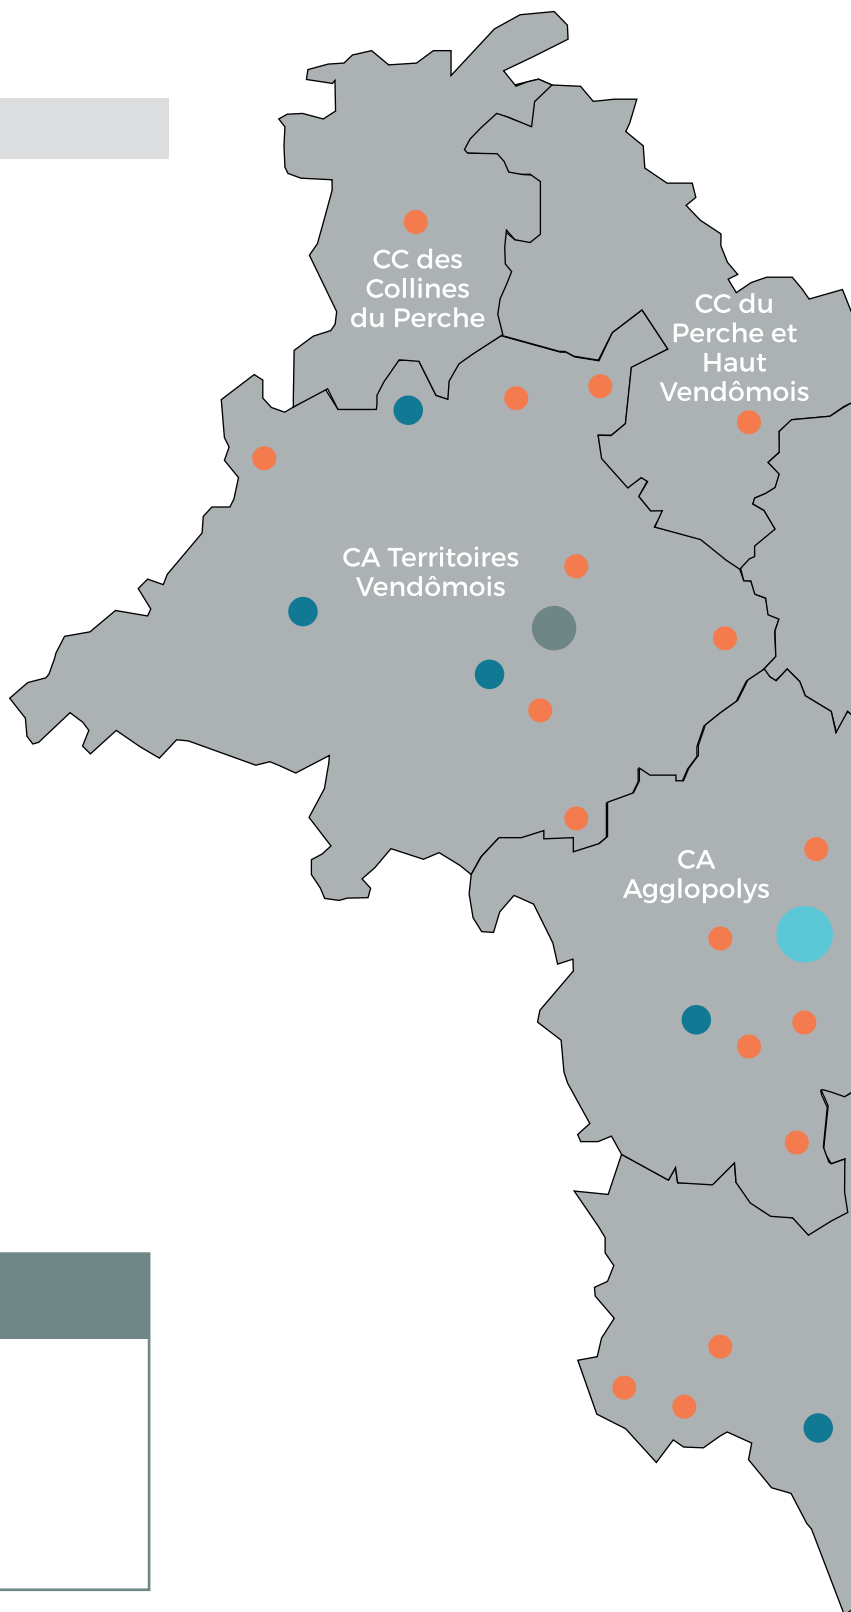 CC des
Collines
du Perche
CC du
Perche et
Haut
Vendômois
CA Territoires
Vendômois
CA
Agglopolys